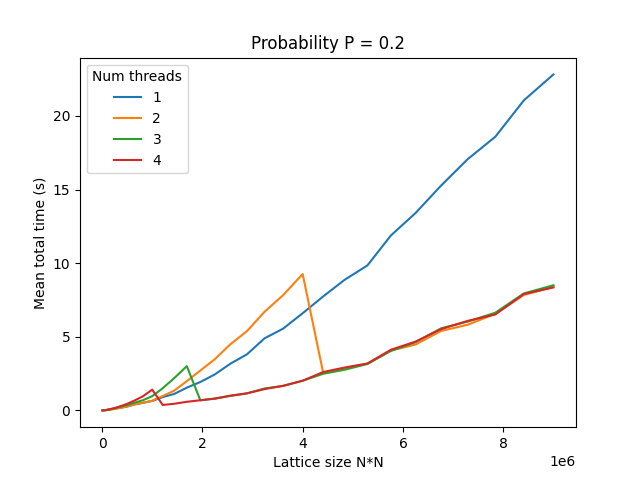 Probability P = 0.2
Num threads
1
2
3
4
20
15
10
5
0
Mean total time (s)
0 2 4 6 8
1e6
Lattice size N*N